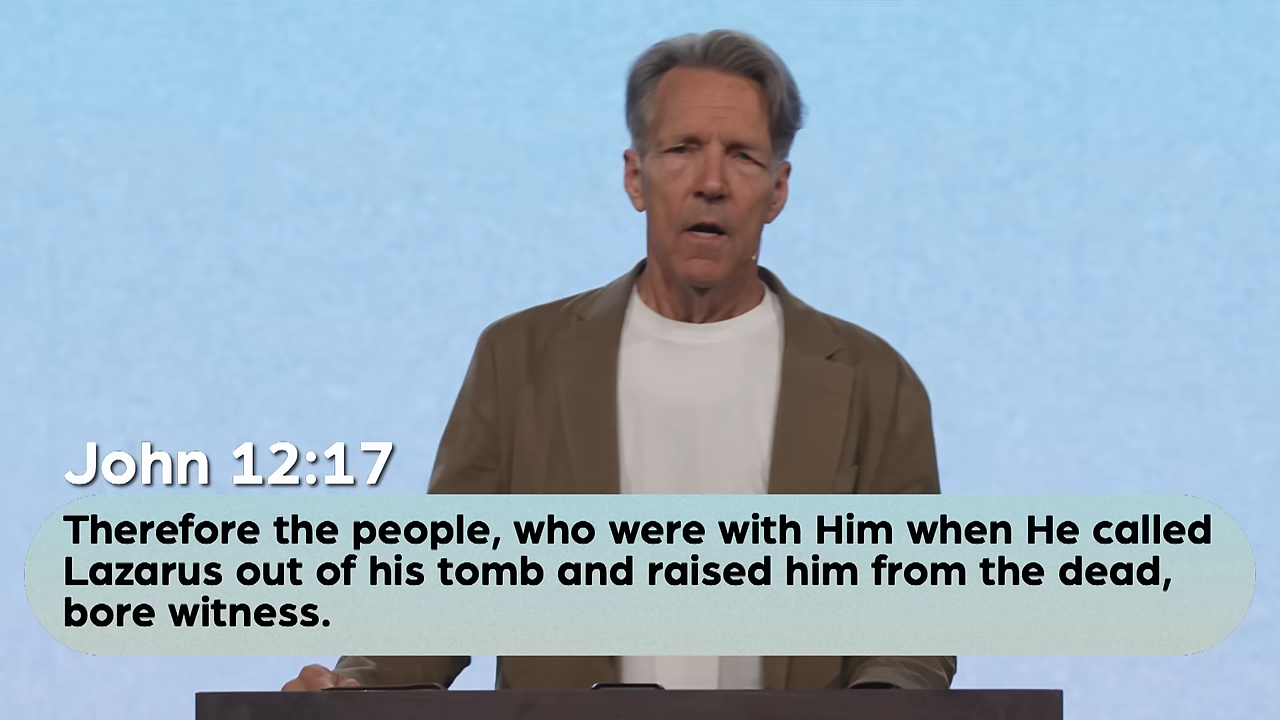 John 12:17
Therefore the people, who were with Him when He called
Lazarus out of his tomb and raised him from the dead,
bore witness.